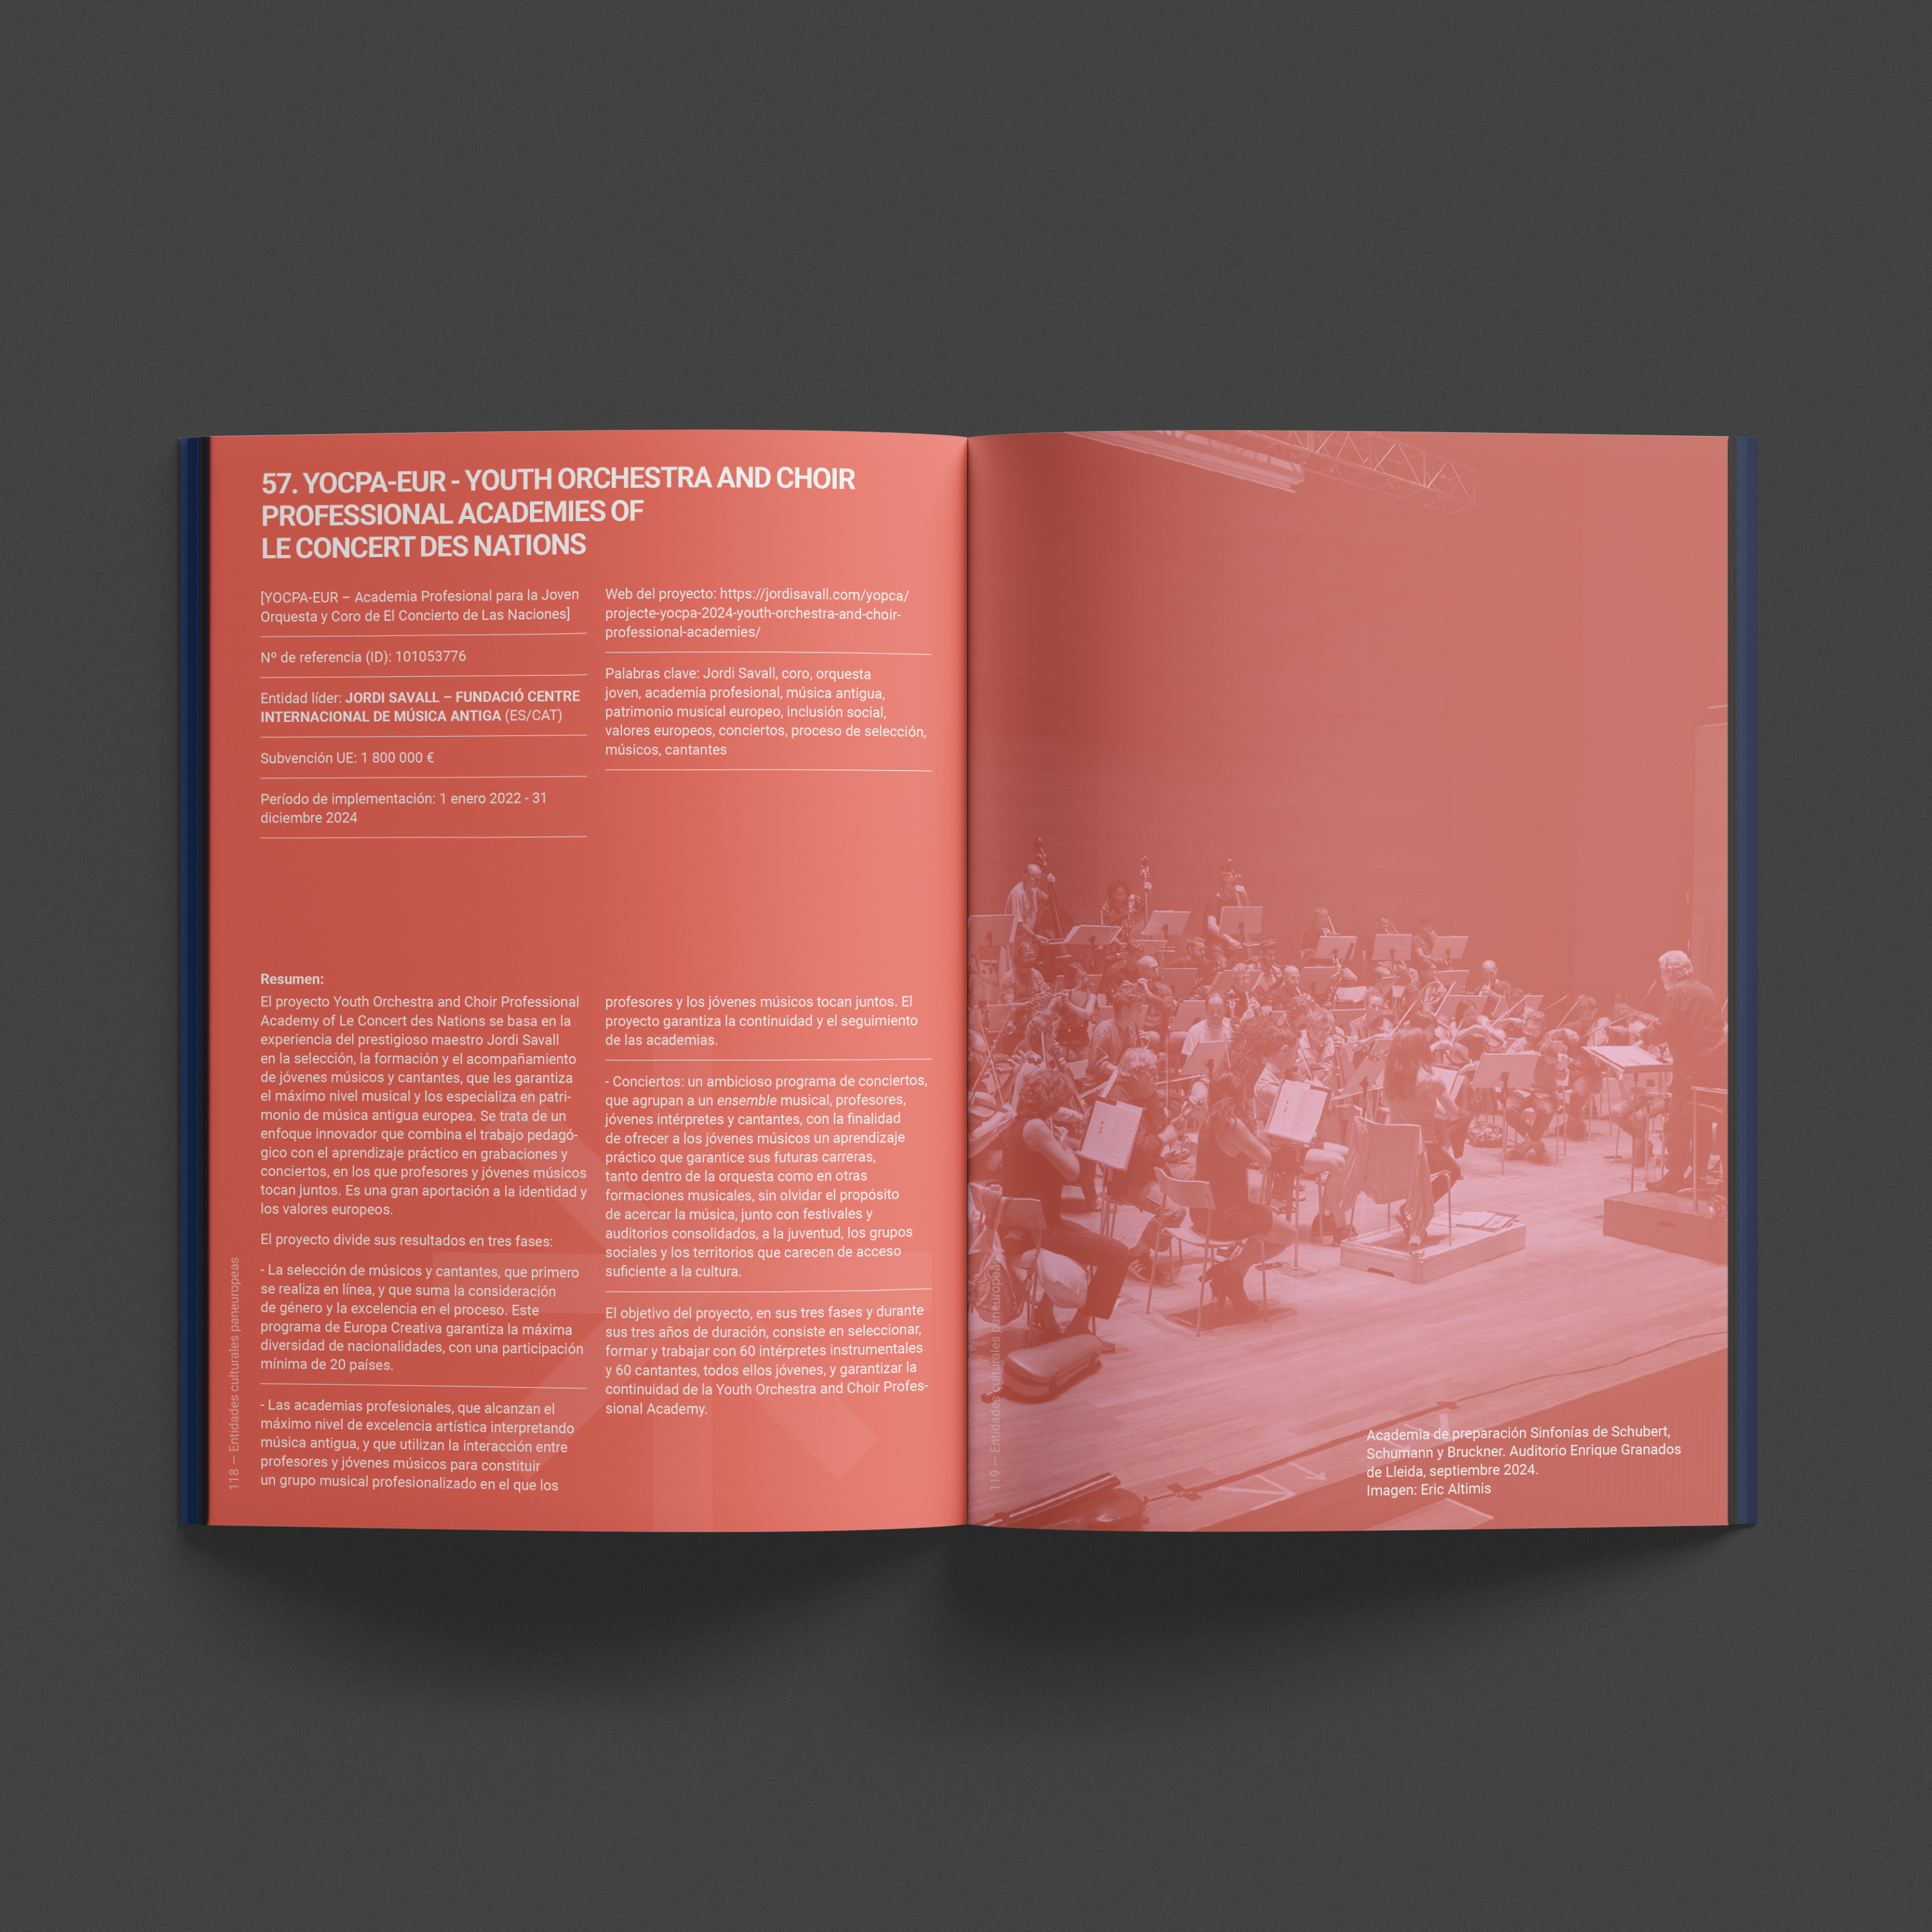 57. YOCPA-EUR - YOUTH ORCHESTRA AND CHOIR
PROFESSIONAL ACADEMIES OF
LE CONCERT DES NATIONS
[YOCPA-EUR – Academia Profesional para la Joven
Orquesta y Coro de El Concierto de Las Naciones]
Nº de referencia (ID): 101053776
Entidad líder: JORDI SAVALL – FUNDACIÓ CENTRE
INTERNACIONAL DE MÚSICA ANTIGA (ES/CAT)
Subvención UE: 1 800 000 €
Período de implementación: 1 enero 2022 - 31
diciembre 2024
Web del proyecto: https://jordisavall.com/yopca/
projecte-yocpa-2024-youth-orchestra-and-choir-
professional-academies/
Palabras clave: Jordi Savall, coro, orquesta
joven, academia profesional, música antigua,
patrimonio musical europeo, inclusión social,
valores europeos, conciertos, proceso de selección,
músicos, cantantes
Resumen:
El proyecto Youth Orchestra and Choir Professional
Academy of Le Concert des Nations se basa en la
experiencia del prestigioso maestro Jordi Savall
en la selección, la formación y el acompañamiento
de jóvenes músicos y cantantes, que les garantiza
el máximo nivel musical y los especializa en patri-
monio de música antigua europea. Se trata de un
enfoque innovador que combina el trabajo pedagó-
gico con el aprendizaje práctico en grabaciones y
conciertos, en los que profesores y jóvenes músicos
tocan juntos. Es una gran aportación a la identidad y
los valores europeos.
El proyecto divide sus resultados en tres fases:
- La selección de músicos y cantantes, que primero
se realiza en línea, y que suma la consideración
de género y la excelencia en el proceso. Este
programa de Europa Creativa garantiza la máxima
diversidad de nacionalidades, con una participación
mínima de 20 países.
- Las academias profesionales, que alcanzan el
máximo nivel de excelencia artística interpretando
música antigua, y que utilizan la interacción entre
profesores y jóvenes músicos para constituir
un grupo musical profesionalizado en el que los
profesores y los jóvenes músicos tocan juntos. El
proyecto garantiza la continuidad y el seguimiento
de las academias.
- Conciertos: un ambicioso programa de conciertos,
que agrupan a un ensemble musical, profesores,
jóvenes intérpretes y cantantes, con la finalidad
de ofrecer a los jóvenes músicos un aprendizaje
práctico que garantice sus futuras carreras,
tanto dentro de la orquesta como en otras
formaciones musicales, sin olvidar el propósito
de acercar la música, junto con festivales y
auditorios consolidados, a la juventud, los grupos
sociales y los territorios que carecen de acceso
suficiente a la cultura.
El objetivo del proyecto, en sus tres fases y durante
sus tres años de duración, consiste en seleccionar,
formar y trabajar con 60 intérpretes instrumentales
y 60 cantantes, todos ellos jóvenes, y garantizar la
continuidad de la Youth Orchestra and Choir Profes-
sional Academy.
118 — Entidades culturales paneuropeas
119 — Entidades culturales paneuropeas
Academia de preparación Sinfonías de Schubert,
Schumann y Bruckner. Auditorio Enrique Granados
de Lleida, septiembre 2024.
Imagen: Eric Altimis